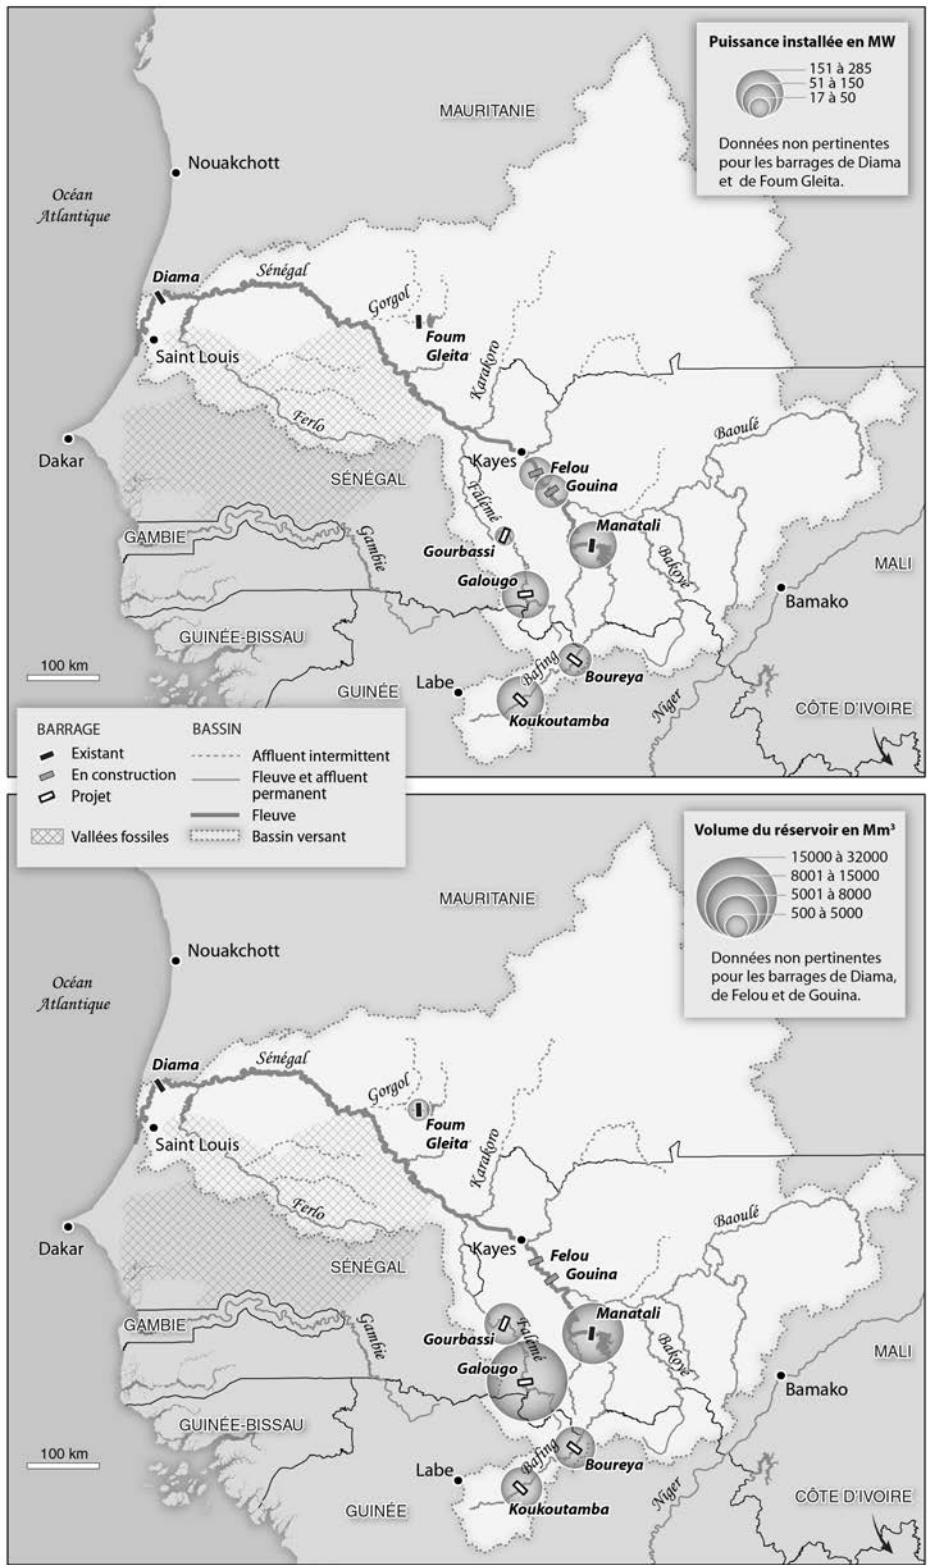 Puissance installée en MW
151 à 285
51 à 150
17 à 50
Données non pertinentes
pour les barrages de Diama
et de Foum Gleita.
MAURITANIE
Nouakchott
Océan
Atlantique
Diama
Sénégal
Gorgol
Foum
Gleita
Saint Louis
Karakoro
Ferlo
Baoulé
Dakar
Kayes
Felou
Gouina
SÉNÉGAL
Falémé
Manatali
GAMBIE
Gambie
Gourbassi
Bakoye
MALI
Galougo
Bamako
GUINÉE-BISSAU
100 km
Bafing
Boureya
Labe
GUINÉE
Niger
Koukoutamba
CÔTE D'IVOIRE
BARRAGE
Existant
En construction
Projet
Vallées fossiles
BASSIN
Affluent intermittent
Fleuve et affluent
permanent
Fleuve
Bassin versant
Volume du réservoir en Mm³
15000 à 32000
8001 à 15000
5001 à 8000
500 à 5000
Données non pertinentes
pour les barrages de Diama,
de Felou et de Gouina.
MAURITANIE
Nouakchott
Océan
Atlantique
Diama
Sénégal
Gorgol
Foum
Gleita
Saint Louis
Karakoro
Ferlo
Baoulé
Dakar
Kayes
Felou
Gouina
SÉNÉGAL
Manatali
GAMBIE
Gambie
Gourbassi
Falémé
Bakoye
MALI
Galougo
Bamako
GUINÉE-BISSAU
100 km
Bafing
Boureya
Labe
Niger
GUINÉE
Koukoutamba
CÔTE D'IVOIRE